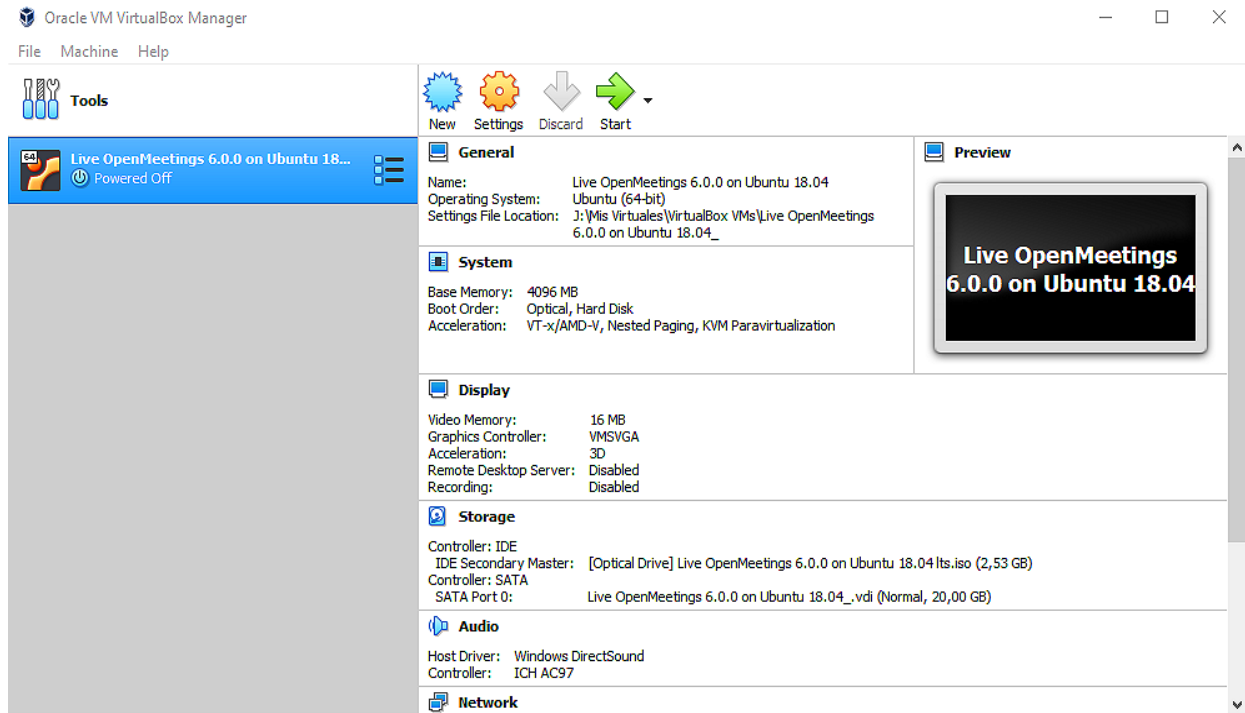 Oracle VM VirtualBox Manager
File Machine Help
Tools
64
Live OpenMeetings 6.0.0 on Ubuntu 18...
Powered Off
New Settings Discard Start
General
Name: Live OpenMeetings 6.0.0 on Ubuntu 18.04
Operating System: Ubuntu (64-bit)
Settings File Location: J:\Mis Virtuales\VirtualBox VMs\Live OpenMeetings
6.0.0 on Ubuntu 18.04_
System
Base Memory: 4096 MB
Boot Order: Optical, Hard Disk
Acceleration: VT-x/AMD-V, Nested Paging, KVM Paravirtualization
Preview
Live OpenMeetings
6.0.0 on Ubuntu 18.04
Display
Video Memory: 16 MB
Graphics Controller: VMSVGA
Acceleration: 3D
Remote Desktop Server: Disabled
Recording: Disabled
Storage
Controller: IDE
IDE Secondary Master: [Optical Drive] Live OpenMeetings 6.0.0 on Ubuntu 18.04 lts.iso (2,53 GB)
Controller: SATA
SATA Port 0: Live OpenMeetings 6.0.0 on Ubuntu 18.04_.vdi (Normal, 20,00 GB)
Audio
Host Driver: Windows DirectSound
Controller: ICH AC97
Network